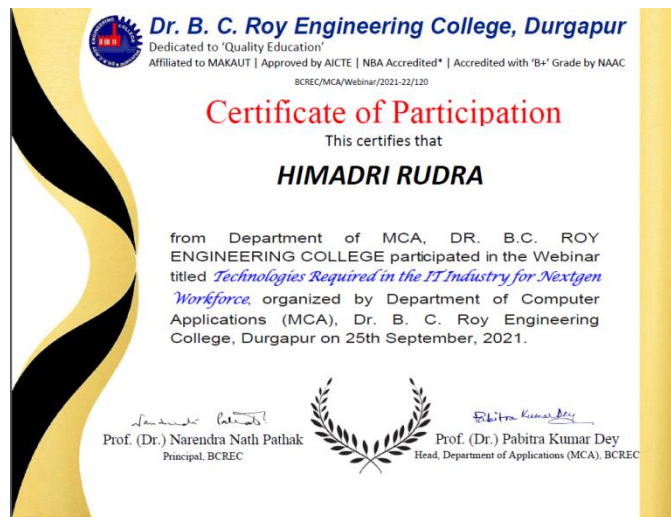 Dr. B. C. Roy Engineering College, Durgapur
Dedicated to 'Quality Education'
Affiliated to MAKAUT | Approved by AICTE | NBA Accredited* | Accredited with 'B+' Grade by NAAC
BCREC/MCA/Webinar/2021-22/120
Certificate of Participation
This certifies that
HIMADRI RUDRA
from Department of MCA, DR. B.C. ROY
ENGINEERING COLLEGE participated in the Webinar
titled Technologies Required in the IT Industry for Nextgen
Workforce, organized by Department of Computer
Applications (MCA), Dr. B. C. Roy Engineering
College, Durgapur on 25th September, 2021.
Pabitra Kumar Dey
Prof. (Dr.) Narendra Nath Pathak
Principal, BCREC
Prof. (Dr.) Pabitra Kumar Dey
Head, Department of Applications (MCA), BCREC